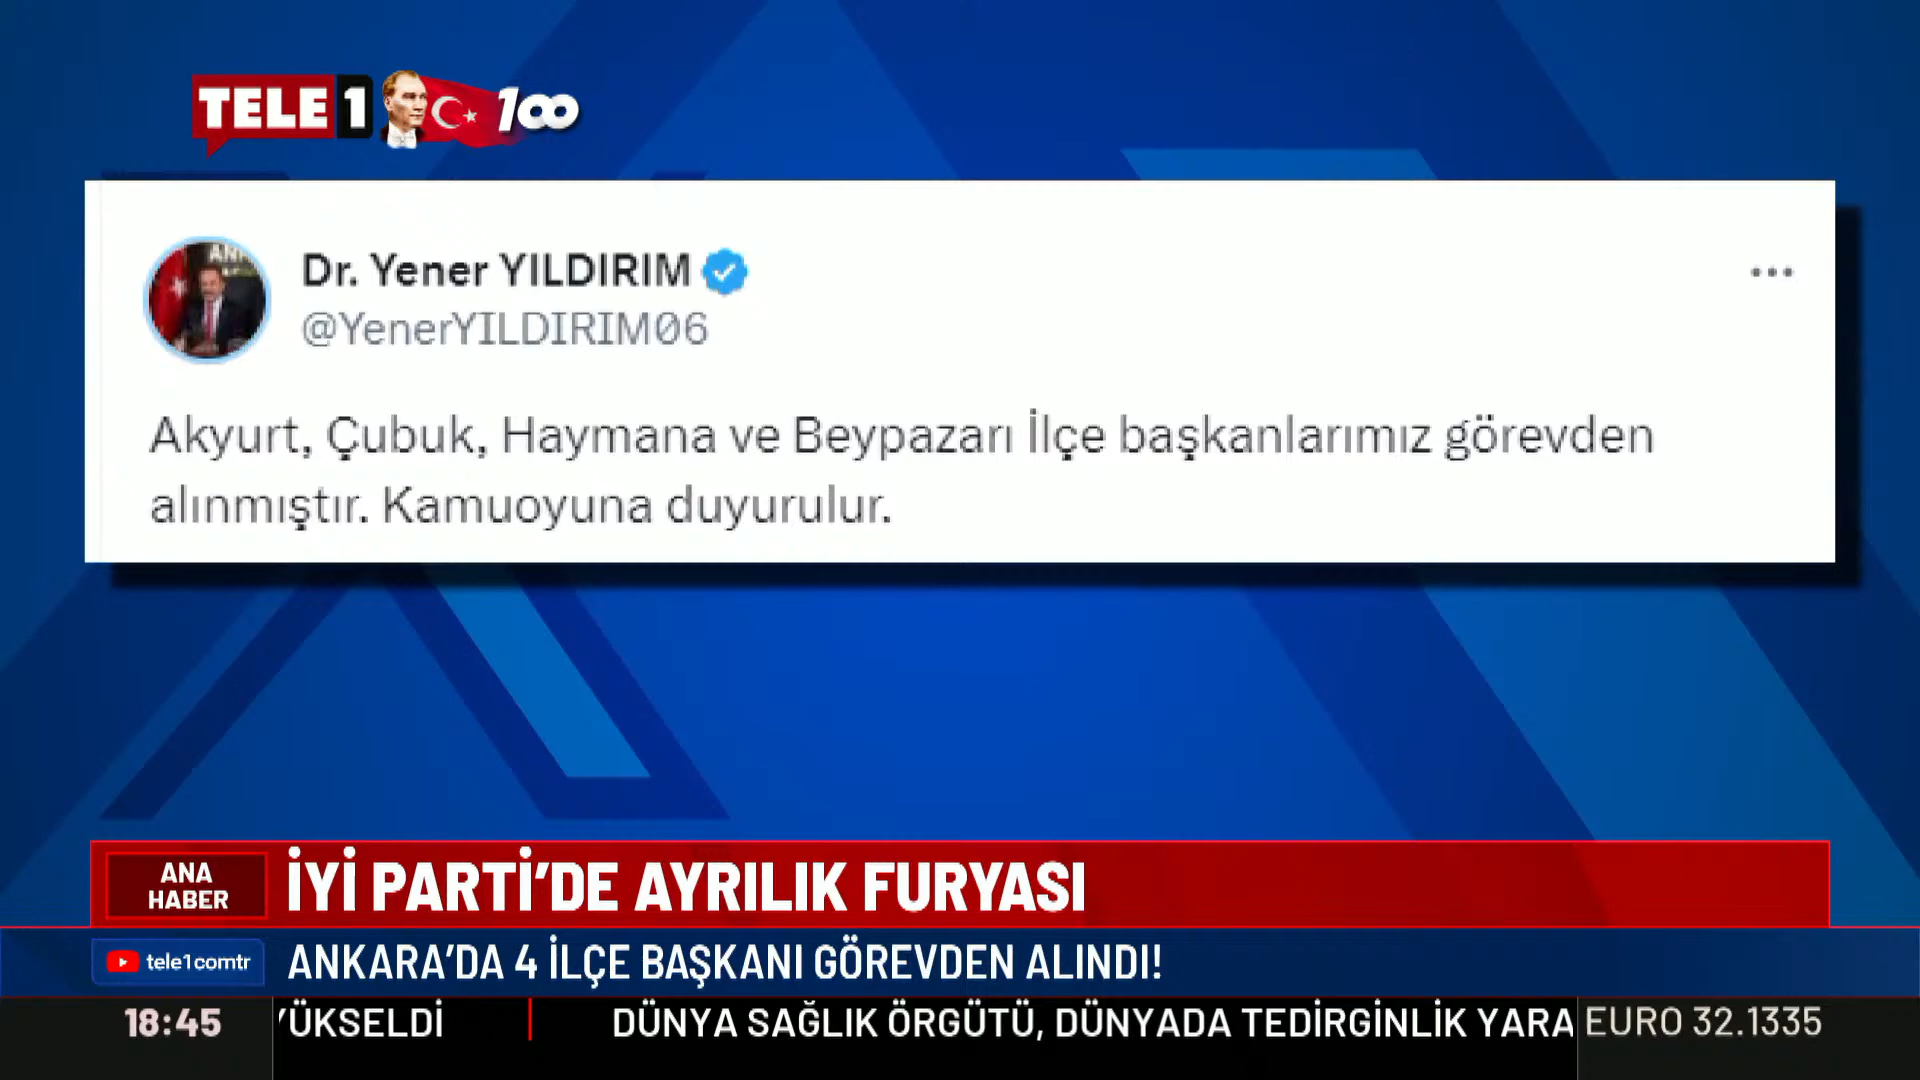 TELE 1 100
Dr. Yener YILDIRIM
@YenerYILDIRIM06
Akyurt, Çubuk, Haymana ve Beypazarı İlçe başkanlarımız görevden
alınmıştır. Kamuoyuna duyurulur.
ANA
HABER
İYİ PARTİ’DE AYRILIK FURYASI
tele1comtr
ANKARA’DA 4 İLÇE BAŞKANI GÖREVDEN ALINDI!
18:45
YÜKSELDİ
DÜNYA SAĞLIK ÖRGÜTÜ, DÜNYADA TEDİRGİNLİK YARA
EURO 32.1335